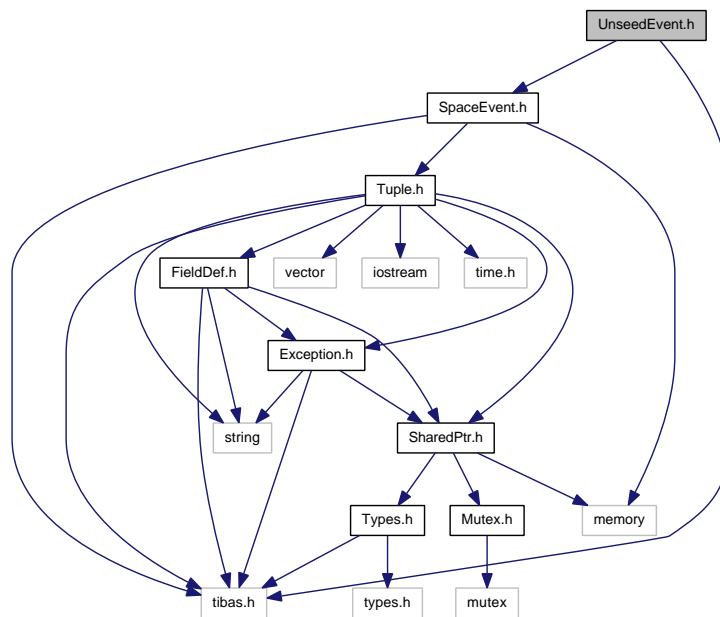 UnseedEvent.h
SpaceEvent.h
Tuple.h
FieldDef.h
vector
iostream
time.h
Exception.h
string
SharedPtr.h
Types.h
Mutex.h
memory
tibas.h
types.h
mutex